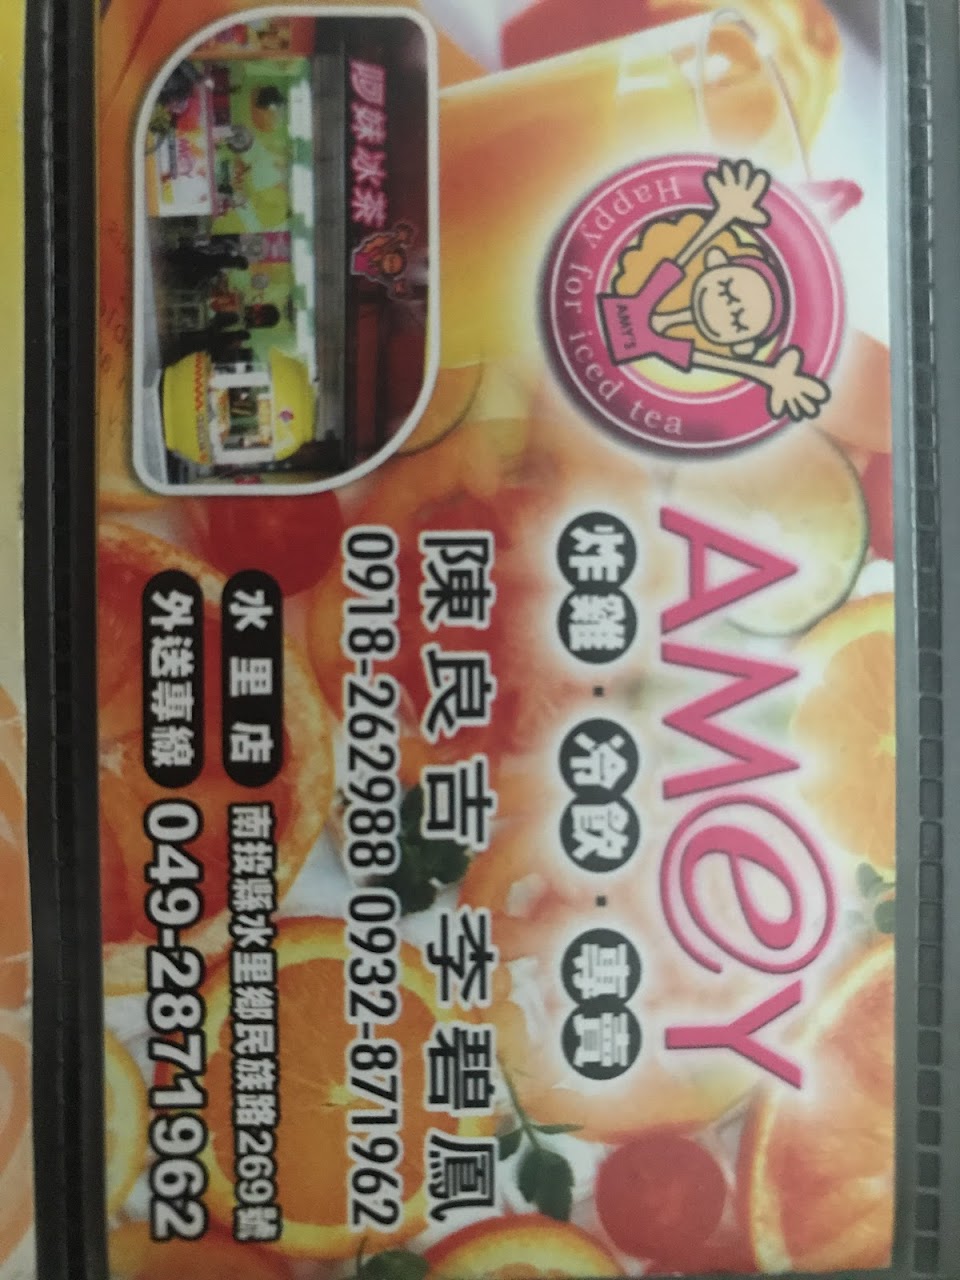 Happy for iced tea
AMY'S
AMeY
炸雞・冷飲・專賣
陳良吉 李碧鳳
0918-262988 0932-871962
水里店 南投縣水里鄉民族路269號
外送專線 049-2871962
妹冰茶